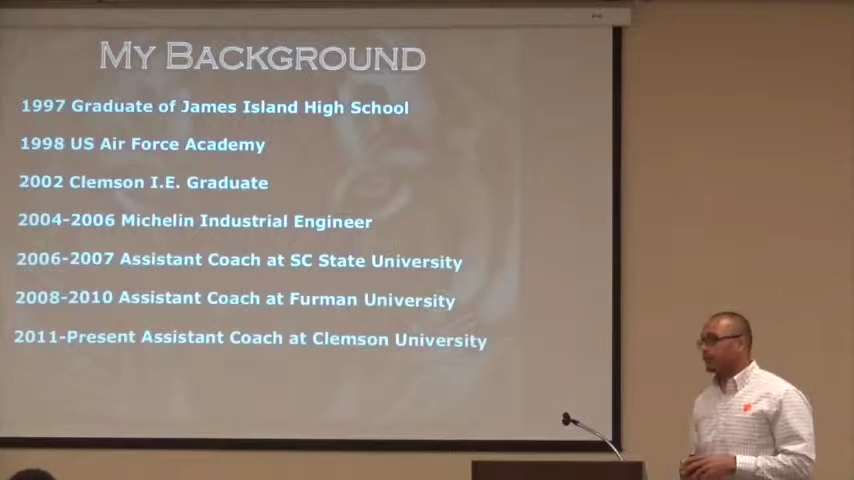 My Background
1997 Graduate of James Island High School
1998 US Air Force Academy
2002 Clemson I.E. Graduate
2004-2006 Michelin Industrial Engineer
2006-2007 Assistant Coach at SC State University
2008-2010 Assistant Coach at Furman University
2011-Present Assistant Coach at Clemson University